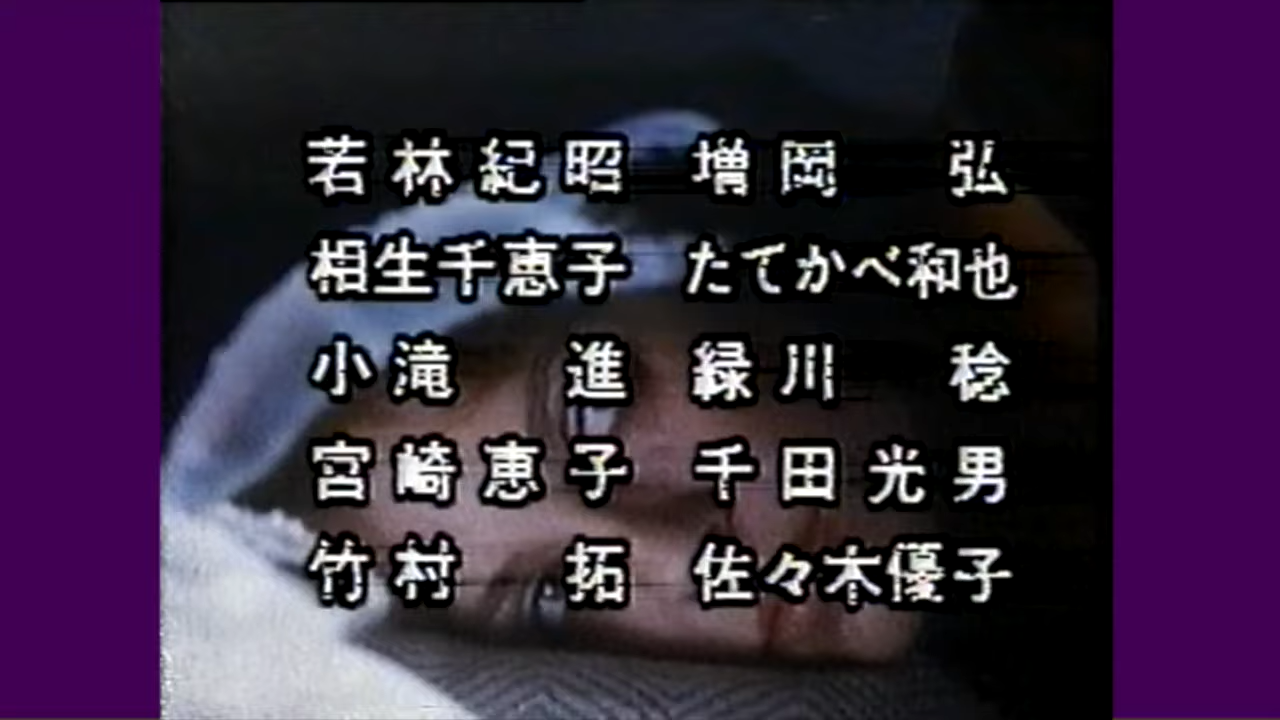 若林紀昭 増岡 弘
相生千恵子 たてかべ和也
小滝 進 緑川 稔
宮崎恵子 千田光男
竹村 拓 佐々木優子